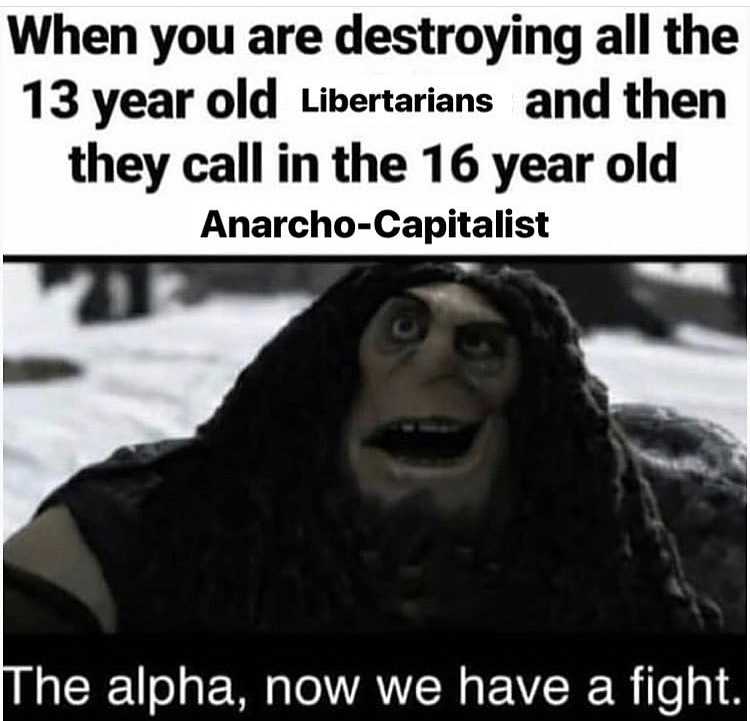 When you are destroying all the
13 year old Libertarians and then
they call in the 16 year old
Anarcho-Capitalist
The alpha, now we have a fight.